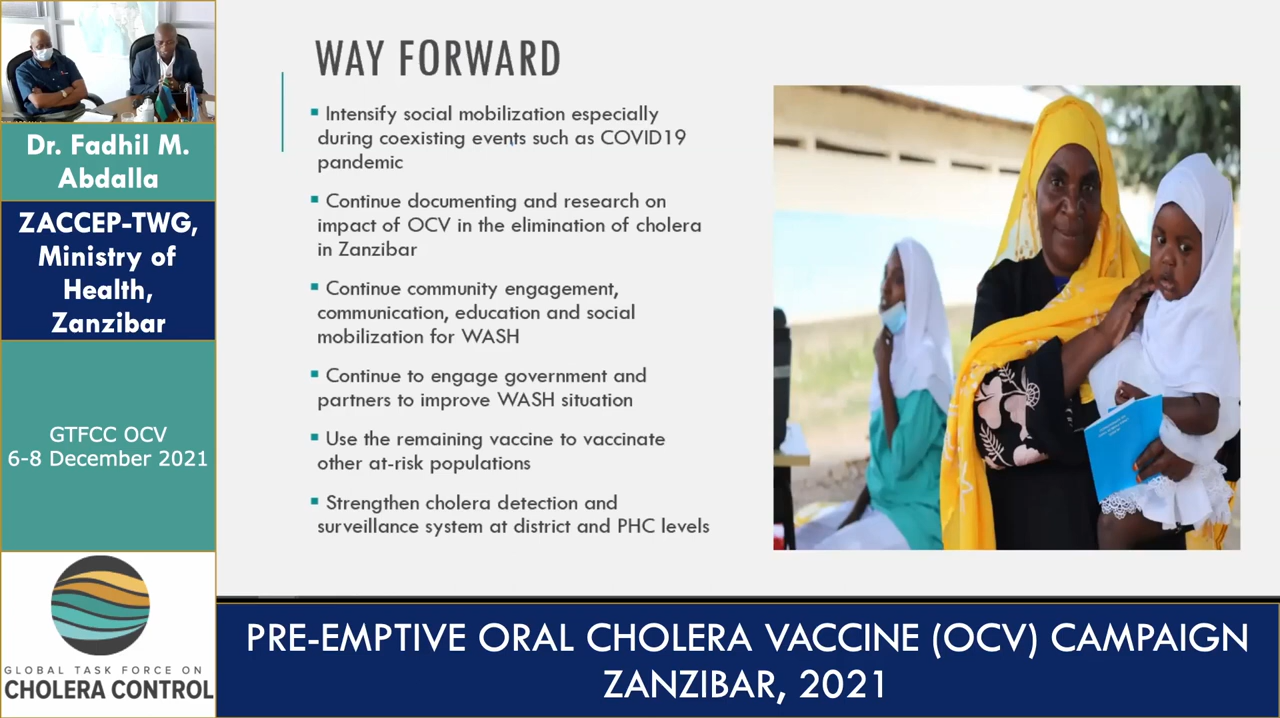 Dr. Fadhil M.
Abdalla
ZACCEP-TWG,
Ministry of
Health,
Zanzibar
GTFCC OCV
6-8 December 2021
GLOBAL TASK FORCE ON
CHOLERA CONTROL
WAY FORWARD
▪ Intensify social mobilization especially
during coexisting events such as COVID19
pandemic
▪ Continue documenting and research on
impact of OCV in the elimination of cholera
in Zanzibar
▪ Continue community engagement,
communication, education and social
mobilization for WASH
▪ Continue to engage government and
partners to improve WASH situation
▪ Use the remaining vaccine to vaccinate
other at-risk populations
▪ Strengthen cholera detection and
surveillance system at district and PHC levels
PRE-EMPTIVE ORAL CHOLERA VACCINE (OCV) CAMPAIGN
ZANZIBAR, 2021